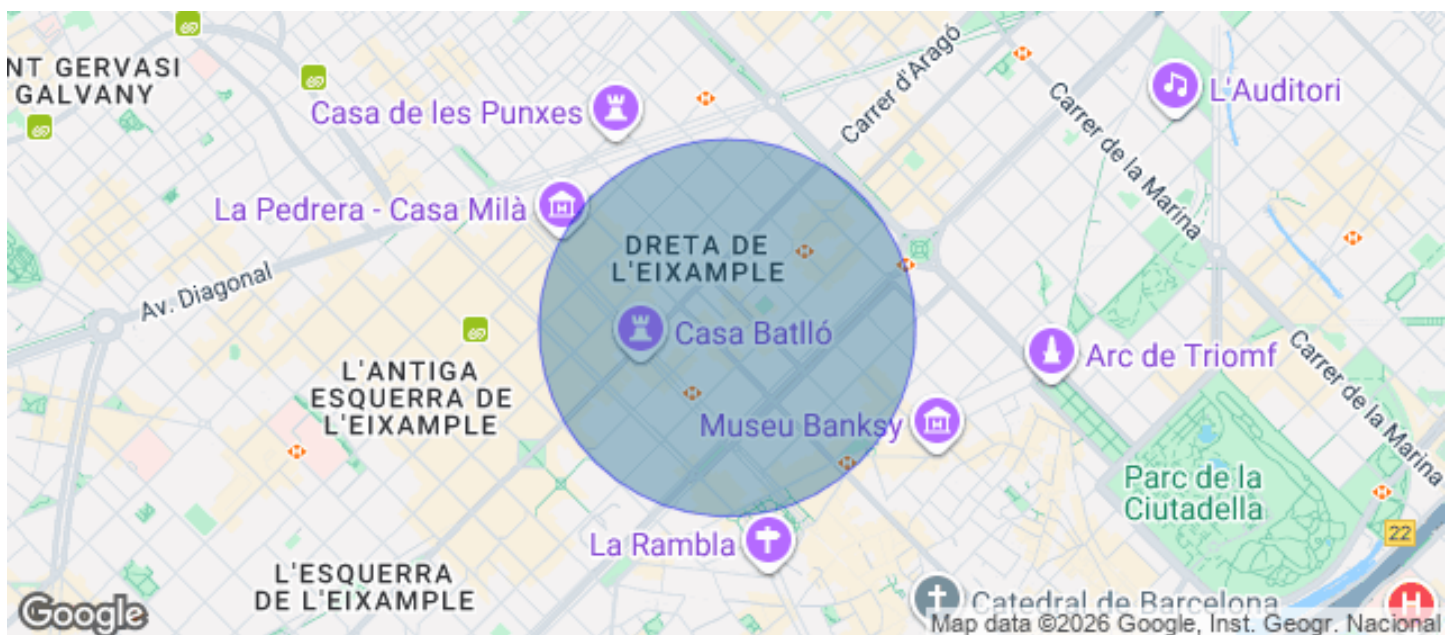 NT GERVASI
GALVANY
Casa de les Punxes
Carrer d'Aragó
L'Auditori
Carrer de la Marina
La Pedrera - Casa Milà
DRETA DE
L'EIXAMPLE
Av. Diagonal
Casa Batlló
Arc de Triomf
Carrer de la Marina
L'ANTIGA
ESQUERRA DE
L'EIXAMPLE
Museu Banksy
Parc de la
Ciutadella
22
La Rambla
L'ESQUERRA
DE L'EIXAMPLE
Catedral de Barcelona
H
Google
Map data ©2026 Google, Inst. Geogr. Nacional